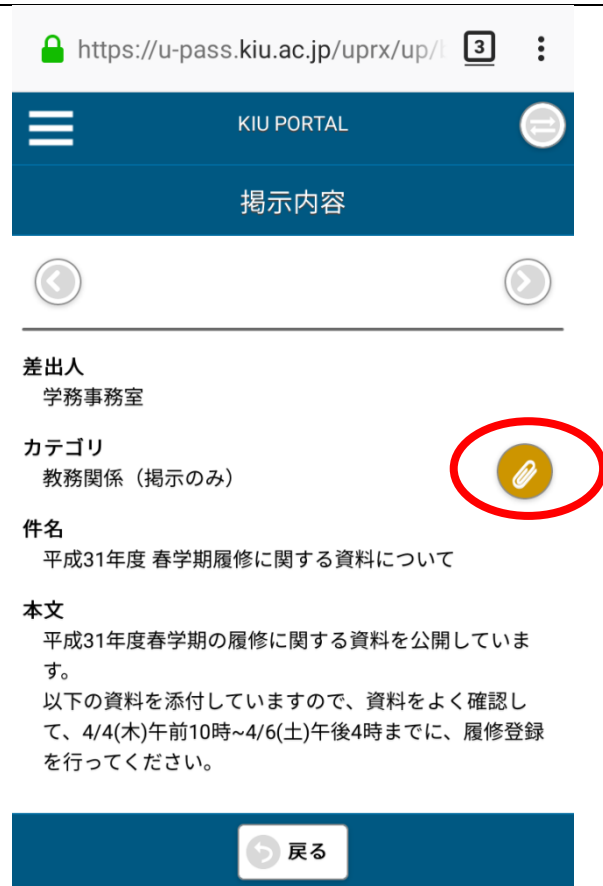 https://u-pass.kiu.ac.jp/uprx/up/
3
KIU PORTAL
掲示内容
差出人
学務事務室
カテゴリ
教務関係（掲示のみ）
件名
平成31年度 春学期履修に関する資料について
本文
平成31年度春学期の履修に関する資料を公開していま
す。
以下の資料を添付していますので、資料をよく確認し
て、4/4(木)午前10時~4/6(土)午後4時までに、履修登録
を行ってください。
戻る